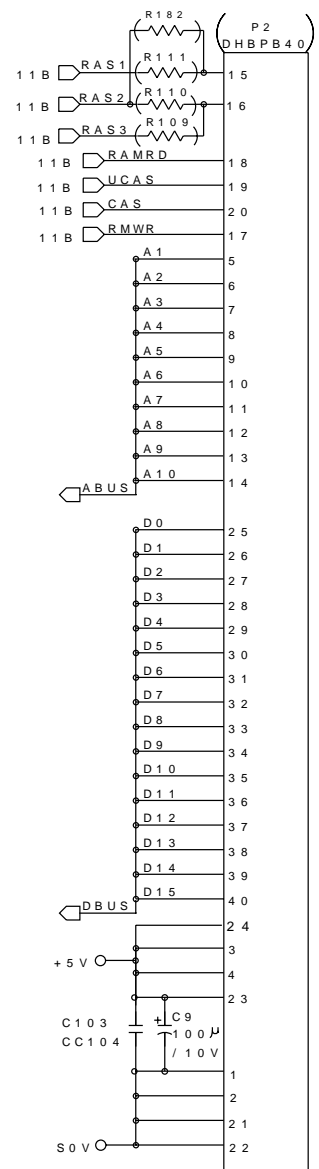 R182
P2
DHBPB40
11B RAS1 R111 15
11B RAS2 R110 16
11B RAS3 R109
11B RAMRD 18
11B UCAS 19
11B CAS 20
11B RMWR 17
A1 5
A2 6
A3 7
A4 8
A5 9
A6 10
A7 11
A8 12
A9 13
A10 14
ABUS
D0 25
D1 26
D2 27
D3 28
D4 29
D5 30
D6 31
D7 32
D8 33
D9 34
D10 35
D11 36
D12 37
D13 38
D14 39
D15 40
DBUS
24
3
+5V
4
23
C103 + C9
CC104 100μ
/10V
1
2
21
S0V 22